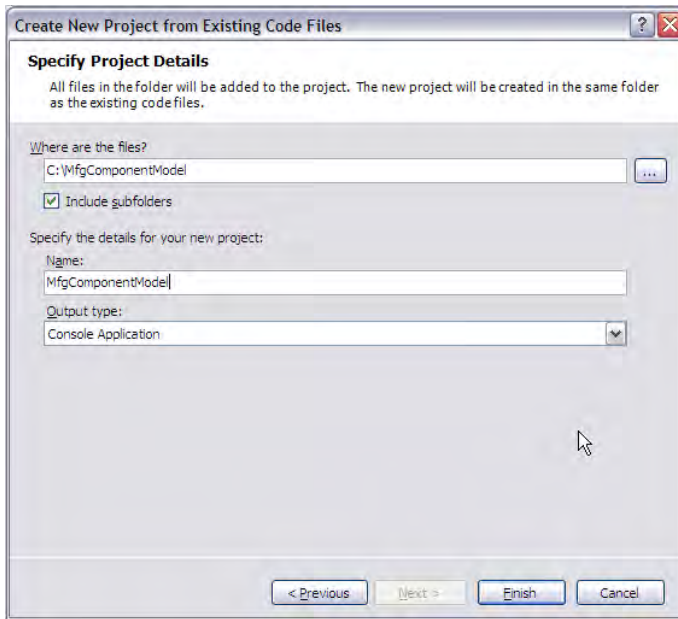 Create New Project from Existing Code Files
Specify Project Details
All files in the folder will be added to the project. The new project will be created in the same folder
as the existing code files.
Where are the files?
C:\MfgComponentModel
...
Include subfolders
Specify the details for your new project:
Name:
MfgComponentModel
Output type:
Console Application
< Previous Next > Finish Cancel